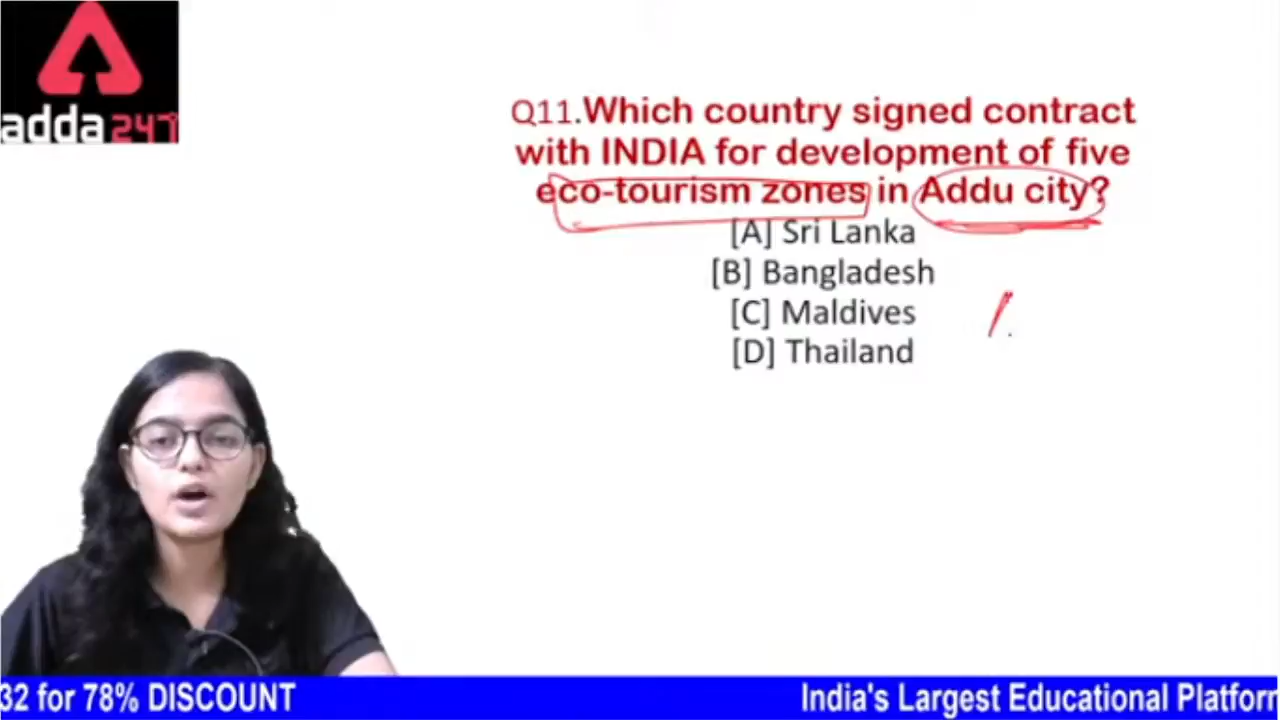 adda247
Q11.Which country signed contract
with INDIA for development of five
eco-tourism zones in Addu city?
[A] Sri Lanka
[B] Bangladesh
[C] Maldives
[D] Thailand
32 for 78% DISCOUNT
India's Largest Educational Platform